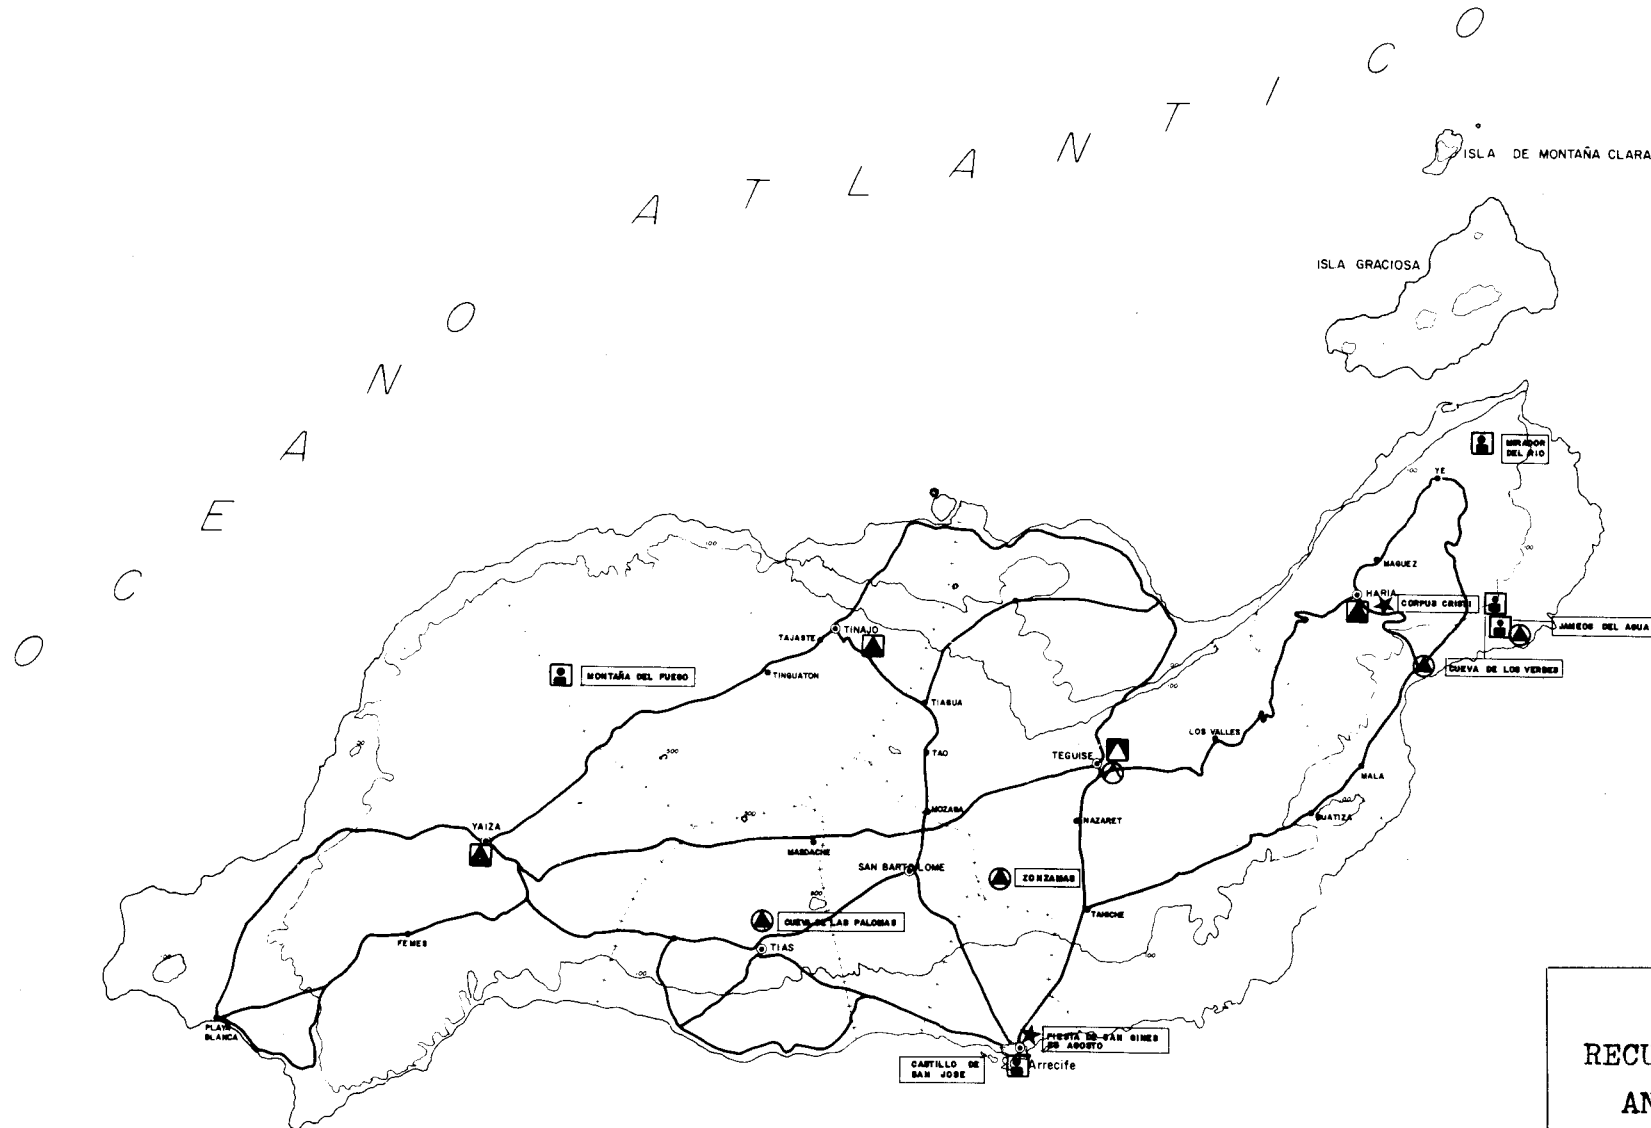 OCEANO ATLANTICO
ISLA DE MONTAÑA CLARA
ISLA GRACIOSA
MIRADOR
DEL RIO
YE
MAGUEZ
HARIA
CORPUS CRISTI
JAMEOS DEL AGUA
CUEVA DE LOS VERDES
TINAJO
TAJASTE
TINGUATON
MONTAÑA DEL FUEGO
TIAGUA
LOS VALLES
TEGUISE
TAO
MALA
MOZAGA
GUATIZA
NAZARET
YAIZA
MASDACHE
SAN BARTOLOME
ZONZAMAS
TAHICHE
CUEVA DE LAS PALOMAS
TIAS
FEMES
PLAYA
BLANCA
FIESTA DE SAN GINES
25 AGOSTO
CASTILLO DE
SAN JOSE
Arrecife
RECU
AN